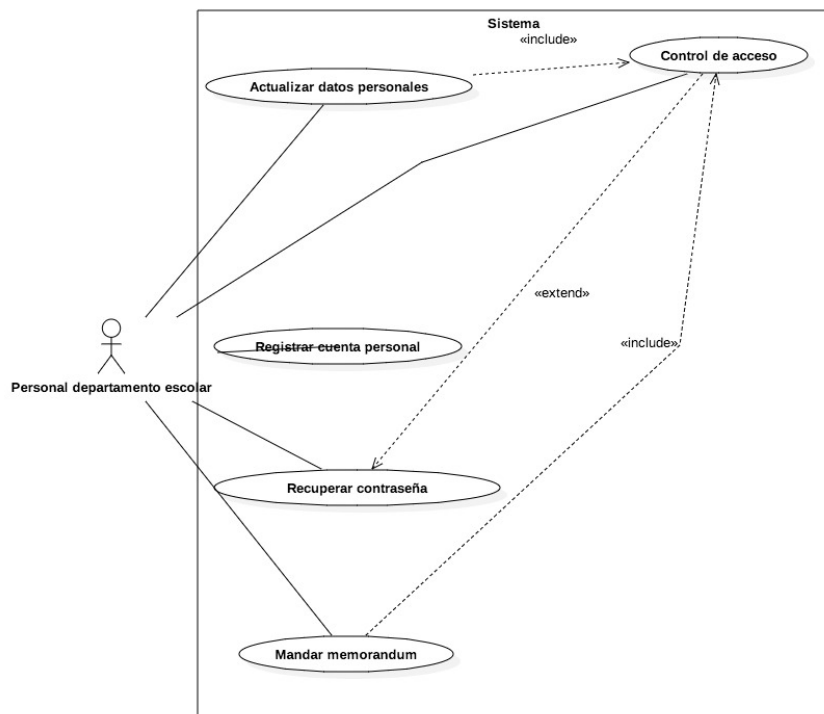 Sistema
«include»
Control de acceso
Actualizar datos personales
«extend»
«include»
Registrar cuenta personal
Personal departamento escolar
Recuperar contraseña
Mandar memorandum